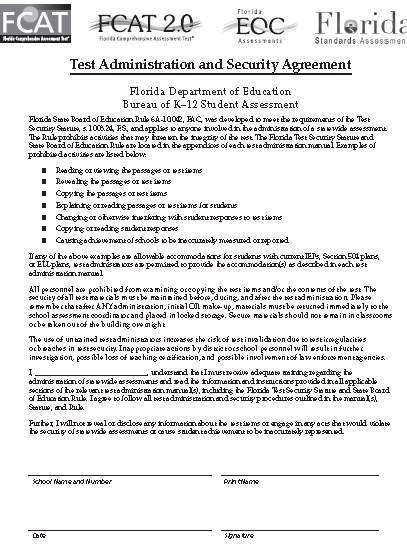 FCAT
Florida Comprehensive Assessment Test
FCAT 2.0
Florida Comprehensive Assessment Test
Florida
EOC
Assessments
Florida
Standards Assessmen
Test Administration and Security Agreement
Florida Department of Education
Bureau of K–12 Student Assessment
Florida State Board of Education Rule 6A-10.042, FAC, was developed to meet the requirements of the Test
Security Statute, s. 1008.24, F.S., and applies to anyone involved in the administration of a statewide assessment.
The Rule prohibits activities that may threaten the integrity of the test. The Florida Test Security Statute and
State Board of Education Rule are located in the appendices of each test administration manual. Examples of
prohibited activities are listed below:
■ Reading or viewing the passages or test items
■ Revealing the passages or test items
■ Copying the passages or test items
■ Explaining or reading passages or test items for students
■ Changing or otherwise interfering with student responses to test items
■ Copying or reading student responses
■ Causing achievement of schools to be inaccurately measured or reported
If any of the above examples are allowable accommodations for students with current IEPs, Section 504 plans,
or ELL plans, test administrators are permitted to provide the accommodation(s) as described in each test
administration manual.
All personnel are prohibited from examining or copying the test items and/or the contents of the test. The
security of all test materials must be maintained before, during, and after the test administration. Please
remember that after ANY administration, initial OR make-up, materials must be returned immediately to the
school assessment coordinator and placed in locked storage. Secure materials should not remain in classrooms
or be taken out of the building overnight.
The use of untrained test administrators increases the risk of test invalidation due to test irregularities
or breaches in test security. Inappropriate actions by district or school personnel will result in further
investigation, possible loss of teaching certification, and possible involvement of law enforcement agencies.
I, ______________________________, understand that I must receive adequate training regarding the
administration of statewide assessments and read the information and instructions provided in all applicable
sections of the relevant test administration manual(s), including the Florida Test Security Statute and State Board
of Education Rule. I agree to follow all test administration and security procedures outlined in the manual(s),
Statute, and Rule.
Further, I will not reveal or disclose any information about the test items or engage in any acts that would violate
the security of statewide assessments or cause student achievement to be inaccurately represented.
School Name and Number
Print Name
Date
Signature